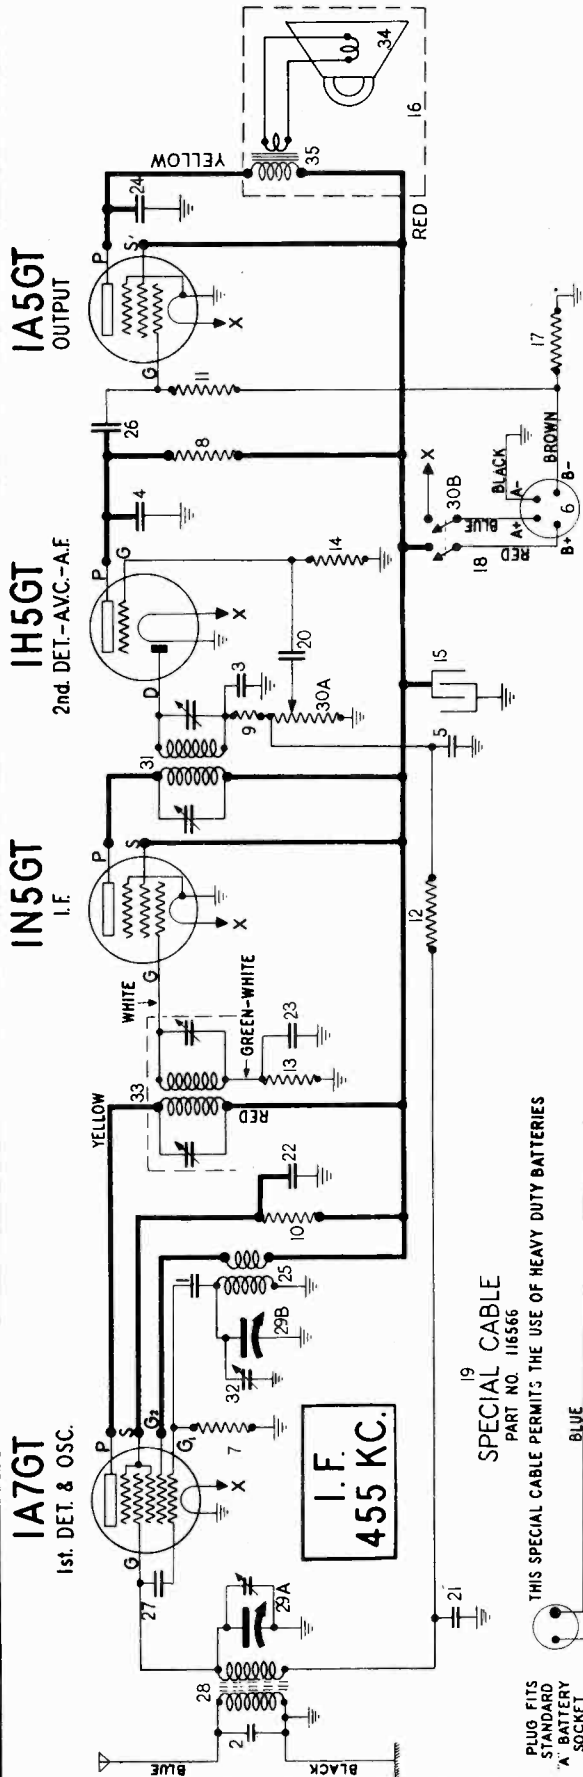 1A7GT
1st. DET. & OSC.
1N5GT
I.F.
1H5GT
2nd. DET.-A.V.C.-A.F.
1A5GT
OUTPUT
BLUE
BLACK
2
28
29A
27
G
P
S
G2
G1
X
7
32
29B
1
25
10
22
YELLOW
33
RED
WHITE
GREEN-WHITE
13
23
G
P
S
X
31
D
9
3
30A
20
14
P
G
X
4
8
26
11
G
P
S
X
24
YELLOW
35
34
16
RED
21
12
5
15
18
RED
BLUE
30B
X
A+
A-
B+
B-
6
BLACK
BROWN
17
I.F.
455 KC.
19
SPECIAL CABLE
PART NO. 116566
THIS SPECIAL CABLE PERMITS THE USE OF HEAVY DUTY BATTERIES
PLUG FITS
STANDARD
"A" BATTERY
SOCKET
BLUE